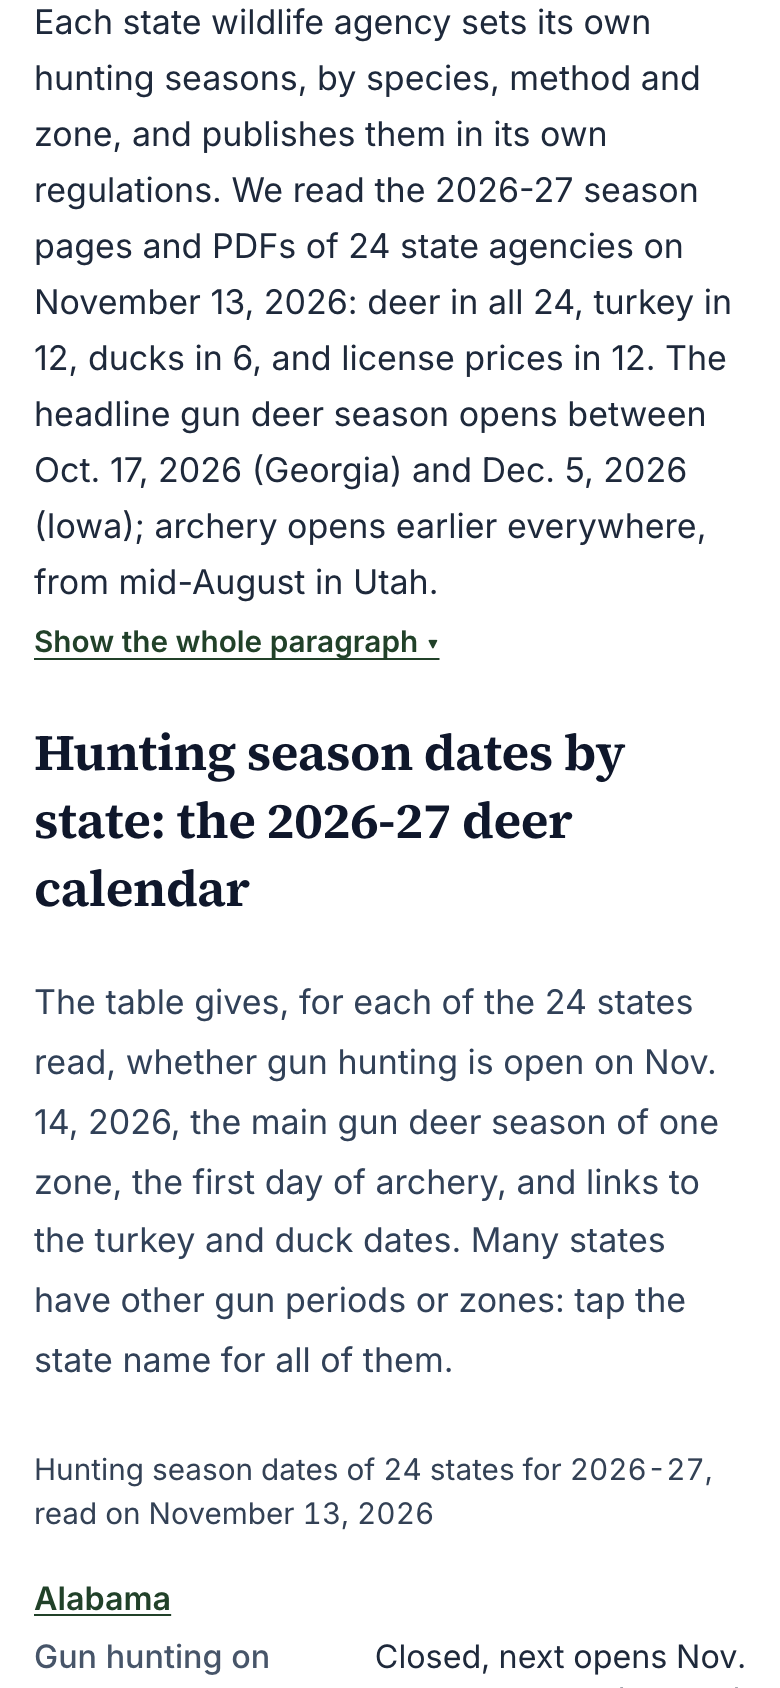 Each state wildlife agency sets its own
hunting seasons, by species, method and
zone, and publishes them in its own
regulations. We read the 2026-27 season
pages and PDFs of 24 state agencies on
November 13, 2026: deer in all 24, turkey in
12, ducks in 6, and license prices in 12. The
headline gun deer season opens between
Oct. 17, 2026 (Georgia) and Dec. 5, 2026
(Iowa); archery opens earlier everywhere,
from mid-August in Utah.
Show the whole paragraph ▾
Hunting season dates by
state: the 2026-27 deer
calendar
The table gives, for each of the 24 states
read, whether gun hunting is open on Nov.
14, 2026, the main gun deer season of one
zone, the first day of archery, and links to
the turkey and duck dates. Many states
have other gun periods or zones: tap the
state name for all of them.
Hunting season dates of 24 states for 2026-27,
read on November 13, 2026
Alabama
Gun hunting on Closed, next opens Nov.